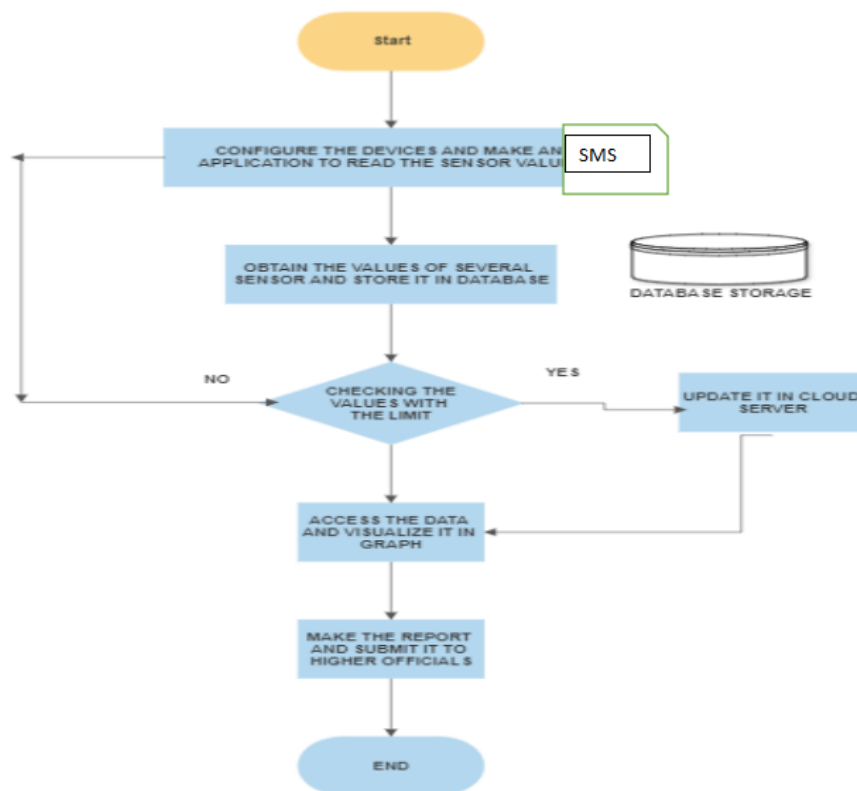 Start
CONFIGURE THE DEVICES AND MAKE AN
APPLICATION TO READ THE SENSOR
SMS
OBTAIN THE VALUES OF SEVERAL
SENSOR AND STORE IT IN DATABASE
DATABASE STORAGE
NO
YES
CHECKING THE
VALUES WITH
THE LIMIT
UPDATE IT IN CLOUD
SERVER
ACCESS THE DATA
AND VISUALIZE IT IN
GRAPH
MAKE THE REPORT
AND SUBMIT IT TO
HIGHER OFFICIALS
END